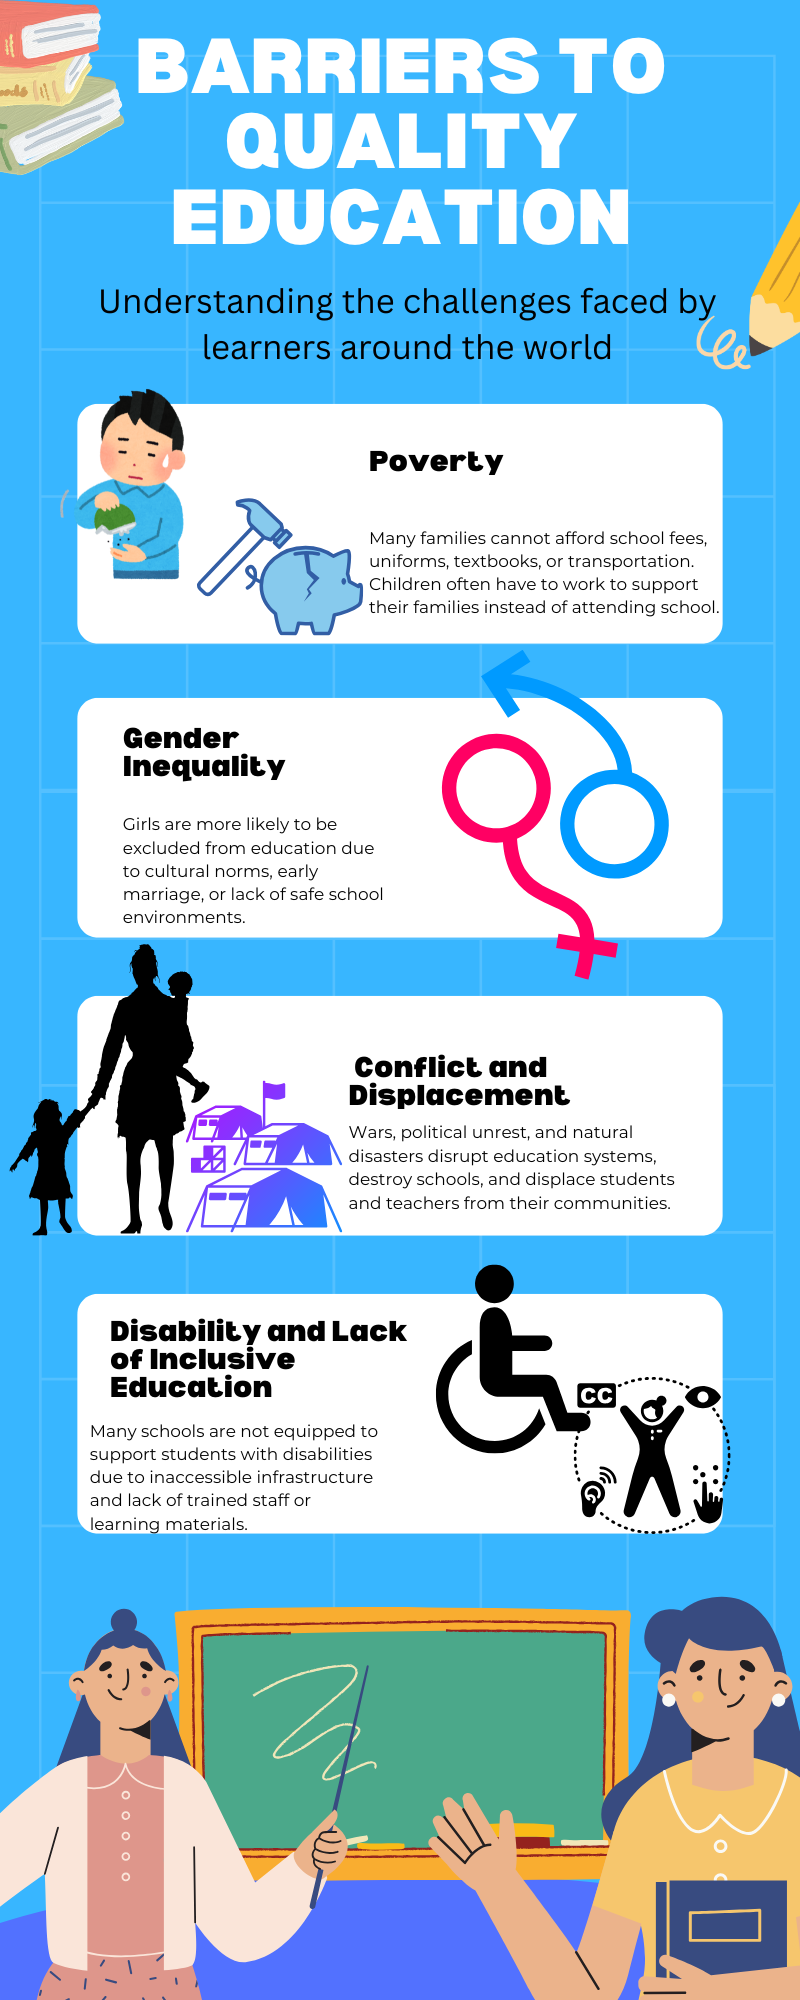 BARRIERS TO
QUALITY
EDUCATION
Understanding the challenges faced by
learners around the world
Poverty
Many families cannot afford school fees,
uniforms, textbooks, or transportation.
Children often have to work to support
their families instead of attending school.
Gender
Inequality
Girls are more likely to be
excluded from education due
to cultural norms, early
marriage, or lack of safe school
environments.
Conflict and
Displacement
Wars, political unrest, and natural
disasters disrupt education systems,
destroy schools, and displace students
and teachers from their communities.
Disability and Lack
of Inclusive
Education
Many schools are not equipped to
support students with disabilities
due to inaccessible infrastructure
and lack of trained staff or
learning materials.
CC